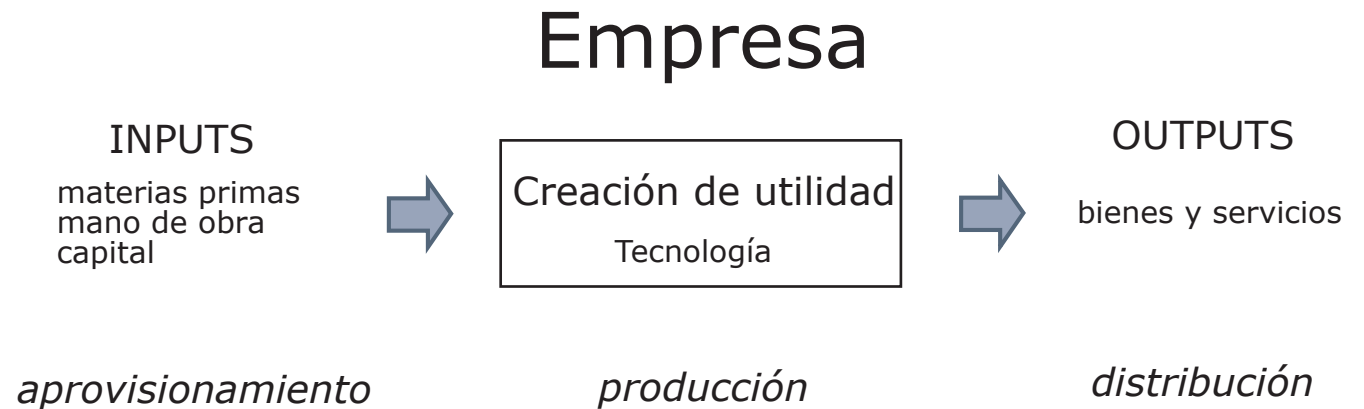 Empresa
INPUTS
materias primas
mano de obra
capital
Creación de utilidad
Tecnología
OUTPUTS
bienes y servicios
aprovisionamiento
producción
distribución